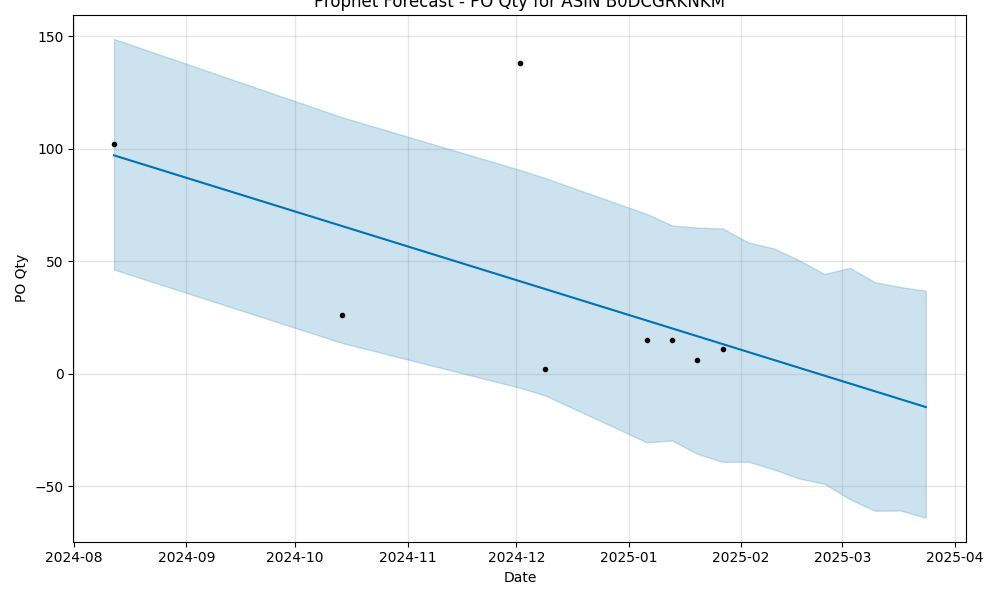 Prophet Forecast - PO Qty for ASIN B0DCGRKNKM
150
100
50
0
−50
PO Qty
2024-08 2024-09 2024-10 2024-11 2024-12 2025-01 2025-02 2025-03 2025-04
Date